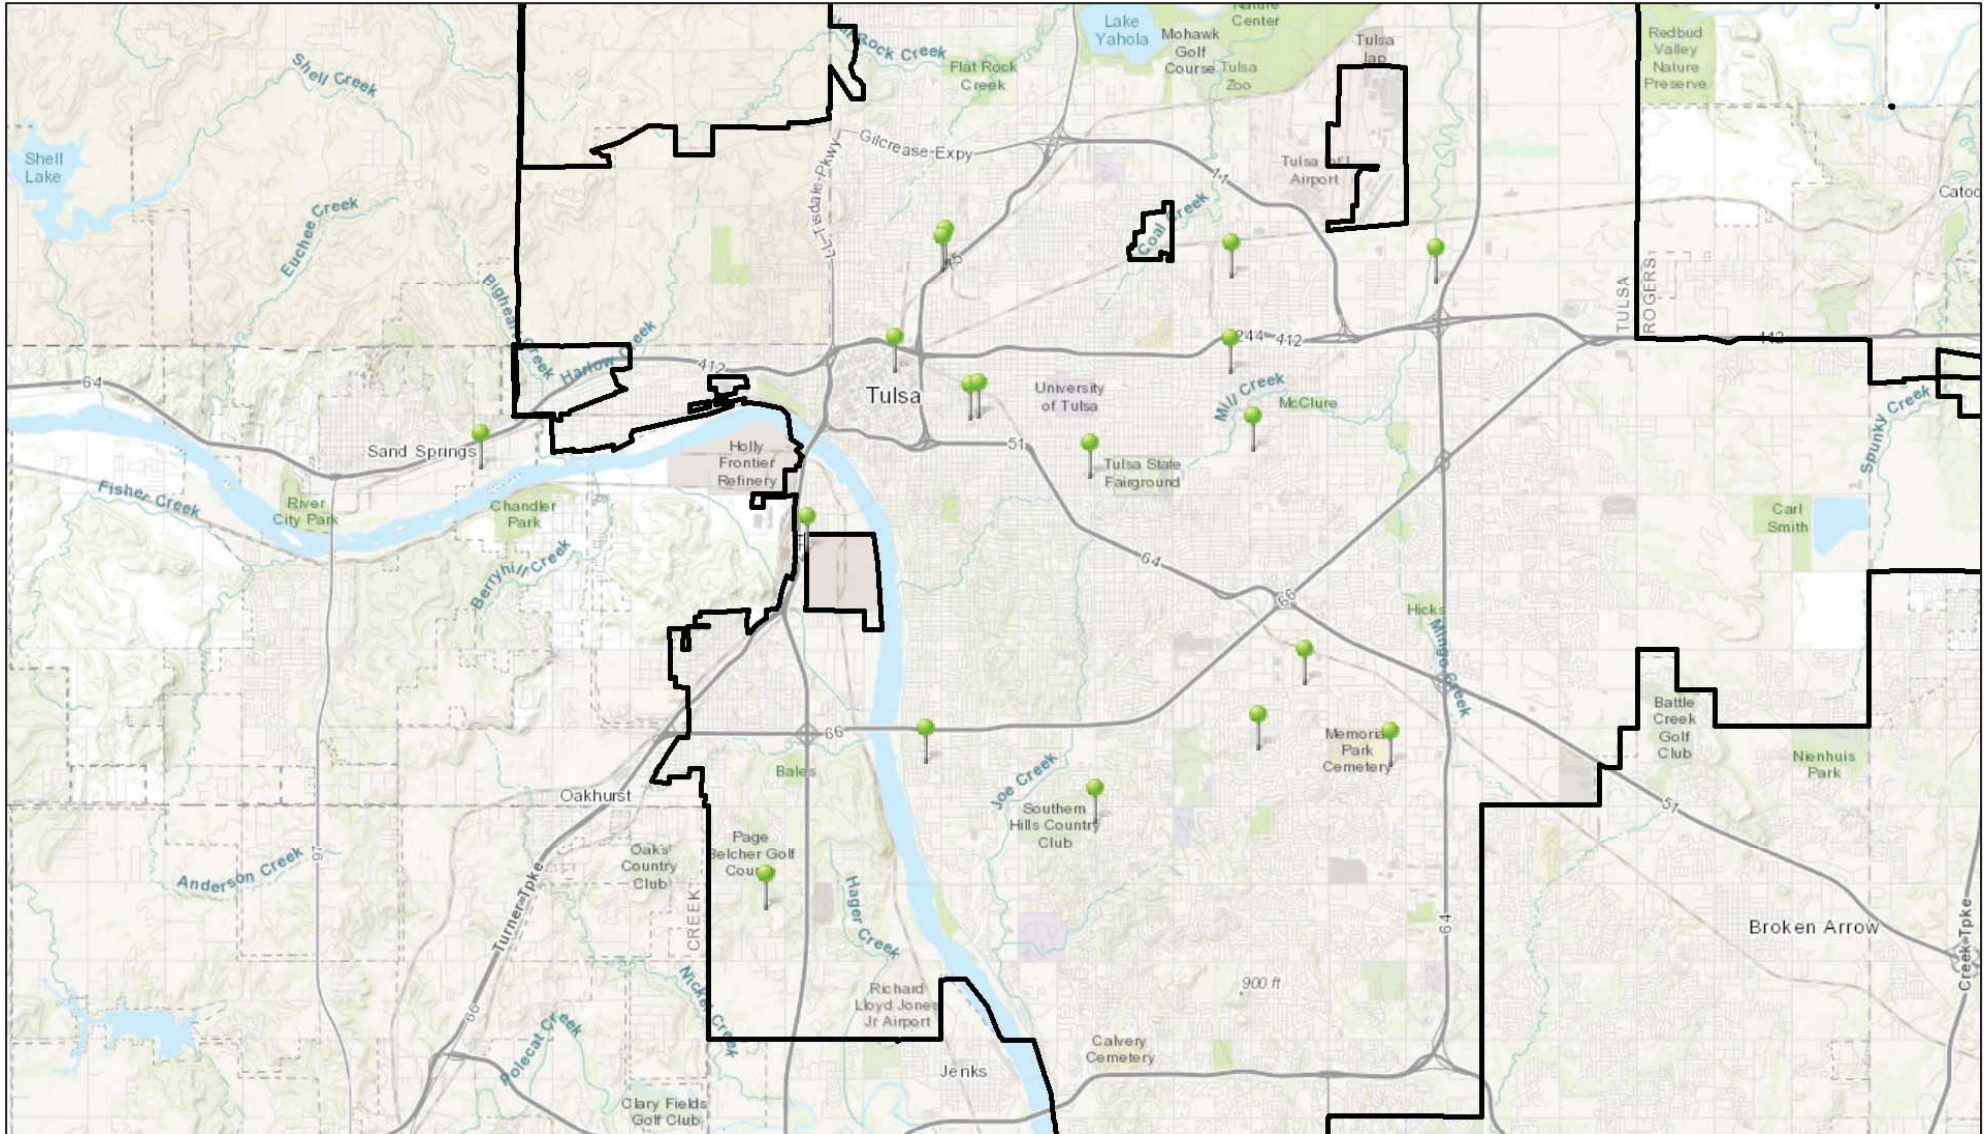 Nature
Center
Lake
Yahola
Mohawk
Golf
Course
Tulsa
Zoo
Tulsa
Iap
Redbud
Valley
Nature
Preserve
Rock Creek
Flat Rock
Creek
Shell Creek
Shell
Lake
Gilcrease-Expy
LL-Tisdale-Pkwy
11
Tulsa Int'l
Airport
Coal Creek
Euchee Creek
Bigheart Creek
Harlow Creek
75
TULSA
ROGERS
244
412
412
412
64
Tulsa
University
of Tulsa
Mill Creek
McClure
Spunky Creek
Sand Springs
Holly
Frontier
Refinery
51
Tulsa State
Fairground
Fisher Creek
River
City Park
Chandler
Park
Carl
Smith
Berryhill Creek
64
66
Hicks
Mingo Creek
66
Bales
Oakhurst
Joe Creek
Memorial
Park
Cemetery
Battle
Creek
Golf
Club
Nienhuis
Park
Southern
Hills Country
Club
51
Page
Belcher Golf
Oaks
Country
Club
97
Anderson Creek
Turner-Tpke
CREEK
Hager Creek
64
Broken Arrow
Creek-Tpke
900 ft
Nickel Creek
Richard
Lloyd Jones
Jr Airport
66
Polecat Creek
Jenks
Calvery
Cemetery
Clary Fields
Golf Club